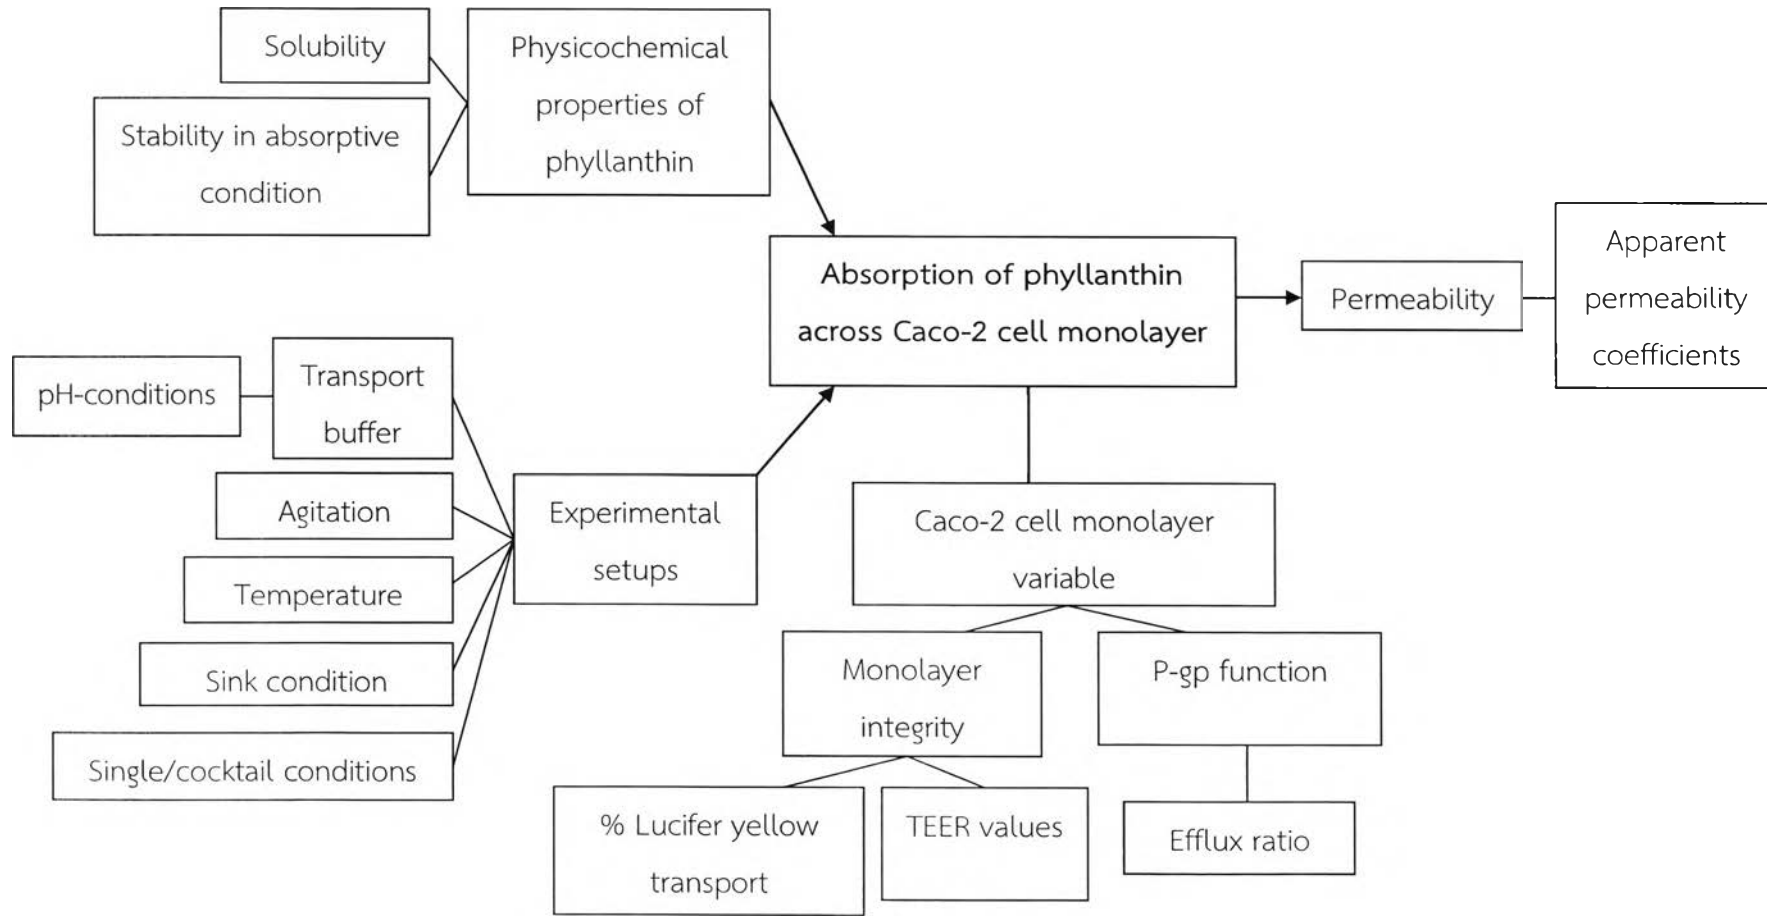 Solubility
Stability in absorptive
condition
Physicochemical
properties of
phyllanthin
Absorption of phyllanthin
across Caco-2 cell monolayer
Permeability
Apparent
permeability
coefficients
pH-conditions
Transport
buffer
Agitation
Temperature
Sink condition
Single/cocktail conditions
Experimental
setups
Caco-2 cell monolayer
variable
Monolayer
integrity
P-gp function
% Lucifer yellow
transport
TEER values
Efflux ratio